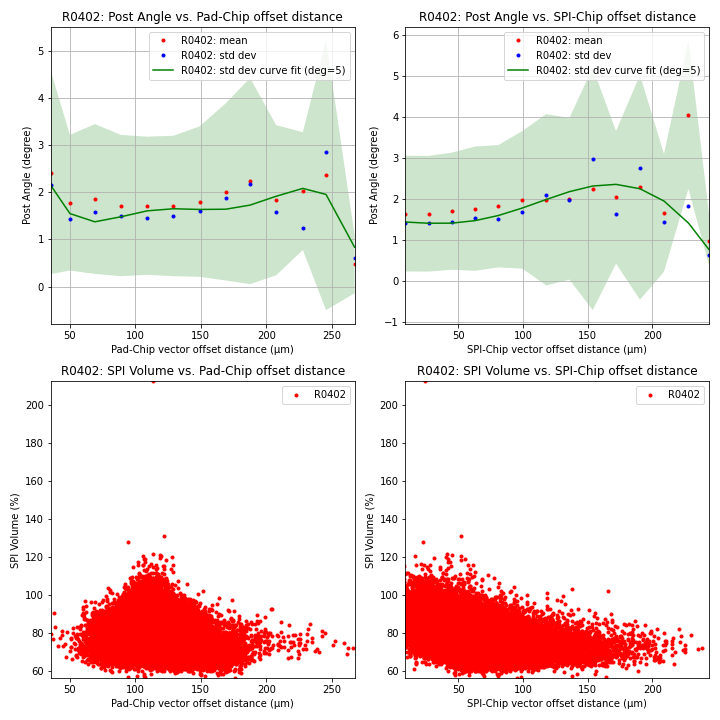 R0402: Post Angle vs. Pad-Chip offset distance
R0402: mean
R0402: std dev
R0402: std dev curve fit (deg=5)
Post Angle (degree)
5
4
3
2
1
0
50 100 150 200 250
Pad-Chip vector offset distance (μm)
R0402: Post Angle vs. SPI-Chip offset distance
R0402: mean
R0402: std dev
R0402: std dev curve fit (deg=5)
Post Angle (degree)
6
5
4
3
2
1
0
−1
50 100 150 200
SPI-Chip vector offset distance (μm)
R0402: SPI Volume vs. Pad-Chip offset distance
R0402
SPI Volume (%)
200
180
160
140
120
100
80
60
50 100 150 200 250
Pad-Chip vector offset distance (μm)
R0402: SPI Volume vs. SPI-Chip offset distance
R0402
SPI Volume (%)
200
180
160
140
120
100
80
60
50 100 150 200
SPI-Chip vector offset distance (μm)